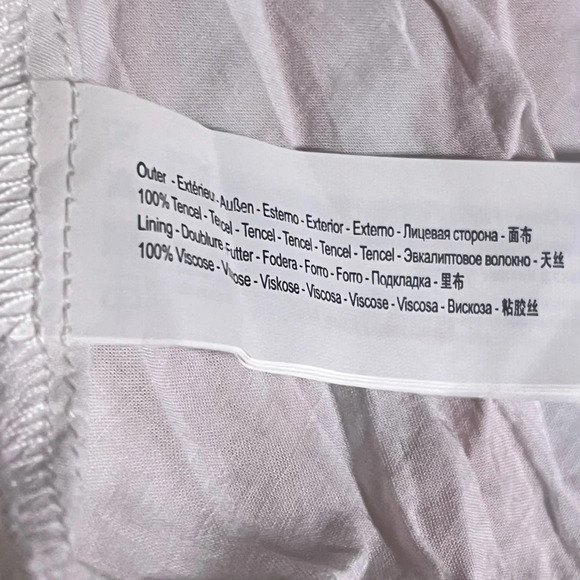 Outer - Extérieur - Außen - Esterno - Exterior - Externo - Лицевая сторона - 面布
100% Tencel - Tencel - Tencel - Tencel - Tencel - Tencel - Эвкалиптовое волокно - 天丝
Lining - Doublure Futter - Fodera - Forro - Forro - Подкладка - 里布
100% Viscose - Viscose - Viskose - Viscosa - Viscose - Viscosa - Вискоза - 粘胶丝